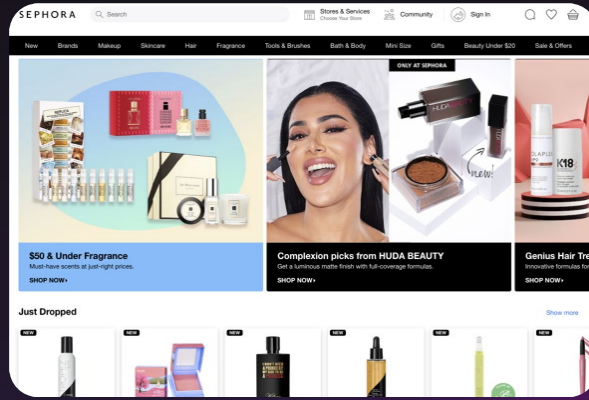 SEPHORA
Search
Stores & Services
Choose Your Store
Community
Sign In
New Brands Makeup Skincare Hair Fragrance Tools & Brushes Bath & Body Mini Size Gifts Beauty Under $20 Sale & Offers
ONLY AT SEPHORA
REPLICA
HUDABEAUTY
new!
K18
$50 & Under Fragrance
Must-have scents at just-right prices.
SHOP NOW▸
Complexion picks from HUDA BEAUTY
Get a luminous matte finish with full-coverage formulas.
SHOP NOW▸
Genius Hair Tre
Innovative formulas for
SHOP NOW▸
Just Dropped
Show more
NEW
NEW
NEW
NEW
NEW
NEW